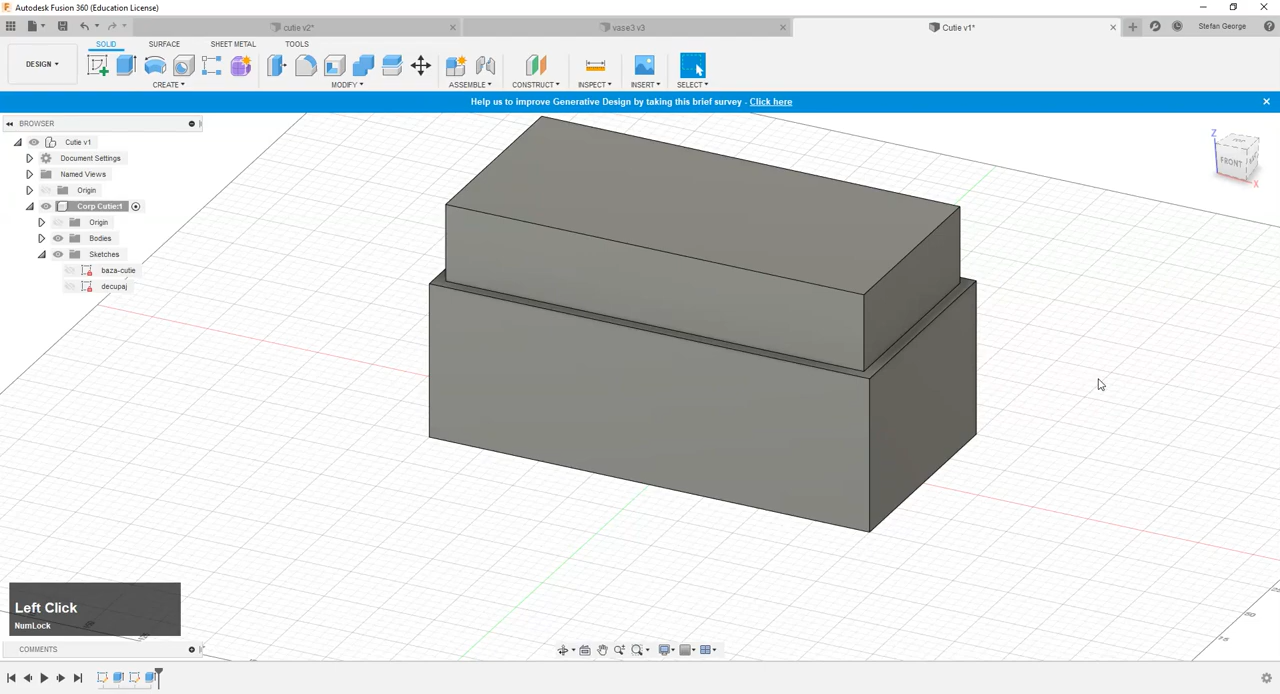 Autodesk Fusion 360 (Education License)
cutie v2*
vase3 v3
Cutie v1*
Stefan George
DESIGN
SOLID
SURFACE
SHEET METAL
TOOLS
CREATE
MODIFY
ASSEMBLE
CONSTRUCT
INSPECT
INSERT
SELECT
Help us to improve Generative Design by taking this brief survey - Click here
BROWSER
Cutie v1
Document Settings
Named Views
Origin
Corp Cutie:1
Origin
Bodies
Sketches
baza-cutie
decupaj
Z
TOP
FRONT
X
50
Left Click
NumLock
COMMENTS